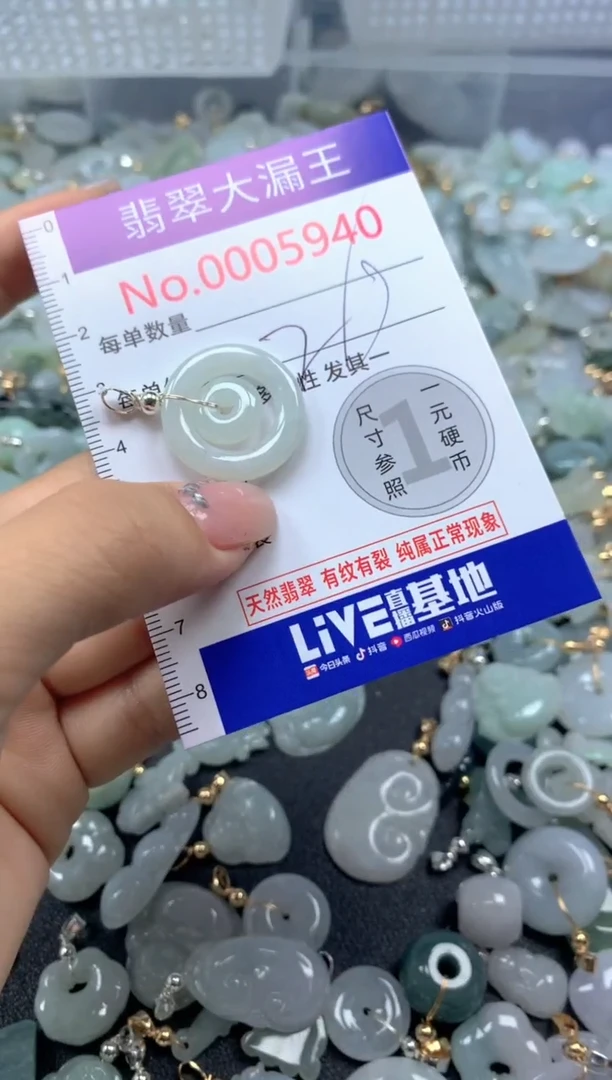 翡翠大漏王
No.0005940
0
1
2
每单数量
多
性 发其一
4
一元硬币
尺寸参照
1
天然翡翠 有纹有裂 纯属正常现象
7
LiVE直播基地
8
今日头条 抖音 西瓜视频 抖音火山版